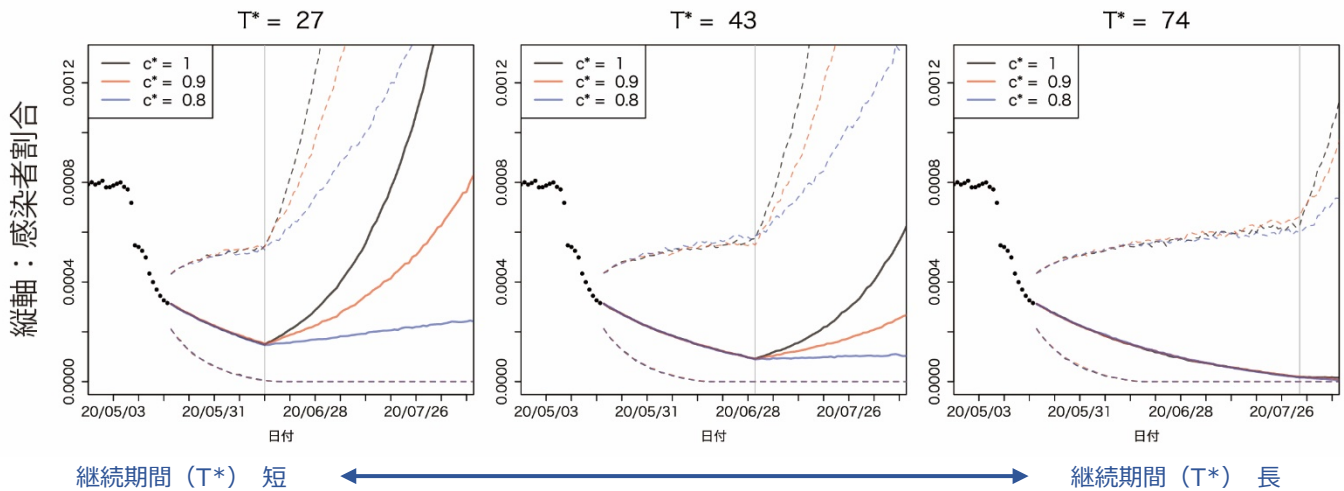 T* = 27
T* = 43
T* = 74
縦軸：感染者割合
c* = 1
c* = 0.9
c* = 0.8
0.0012
0.0008
0.0004
0.0000
20/05/03
20/05/31
20/06/28
20/07/26
日付
c* = 1
c* = 0.9
c* = 0.8
0.0012
0.0008
0.0004
0.0000
20/05/03
20/05/31
20/06/28
20/07/26
日付
c* = 1
c* = 0.9
c* = 0.8
0.0012
0.0008
0.0004
0.0000
20/05/03
20/05/31
20/06/28
20/07/26
日付
継続期間（T*） 短
継続期間（T*） 長